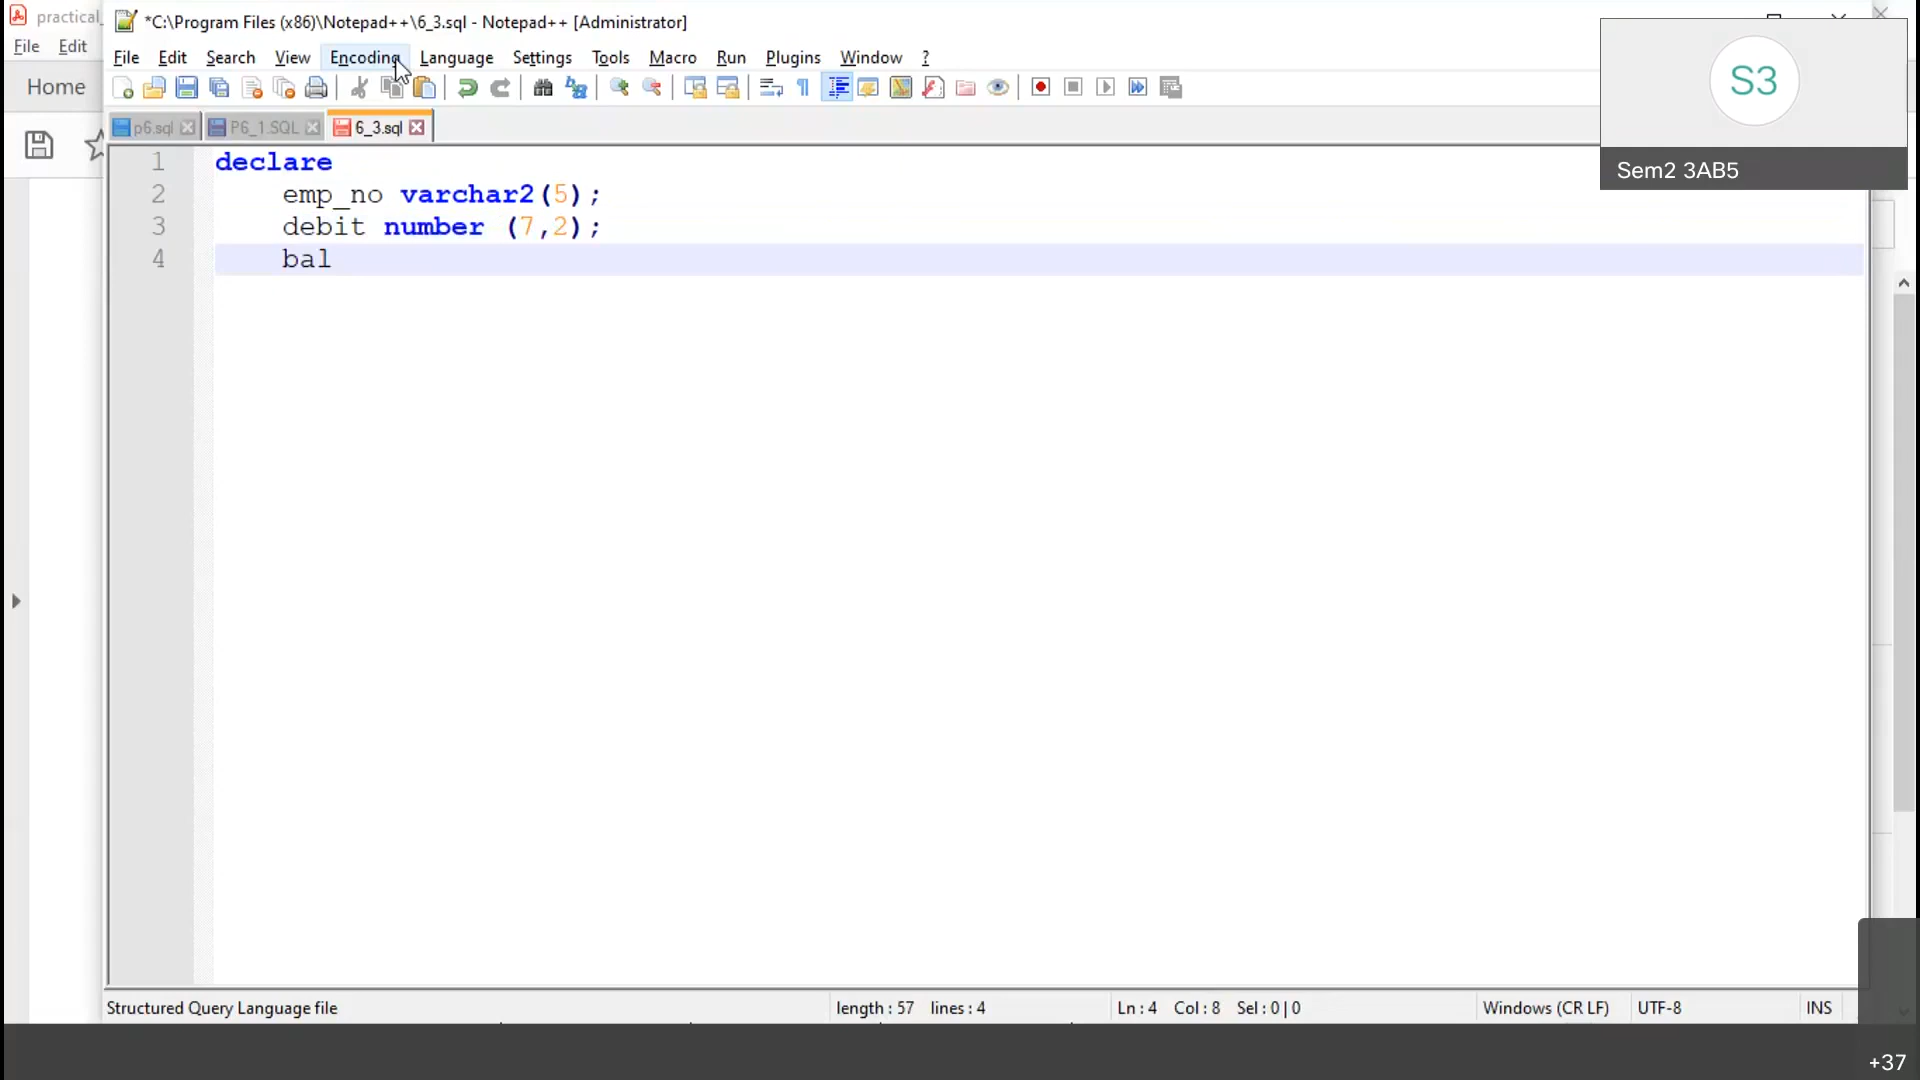 practical_
*C:\Program Files (x86)\Notepad++\6_3.sql - Notepad++ [Administrator]
File Edit
File Edit Search View Encoding Language Settings Tools Macro Run Plugins Window ?
Home
S3
Sem2 3AB5
p6.sql P6_1.SQL 6_3.sql
1 declare
2 emp_no varchar2(5);
3 debit number (7,2);
4 bal
Structured Query Language file length : 57 lines : 4 Ln : 4 Col : 8 Sel : 0 | 0 Windows (CR LF) UTF-8 INS
+37